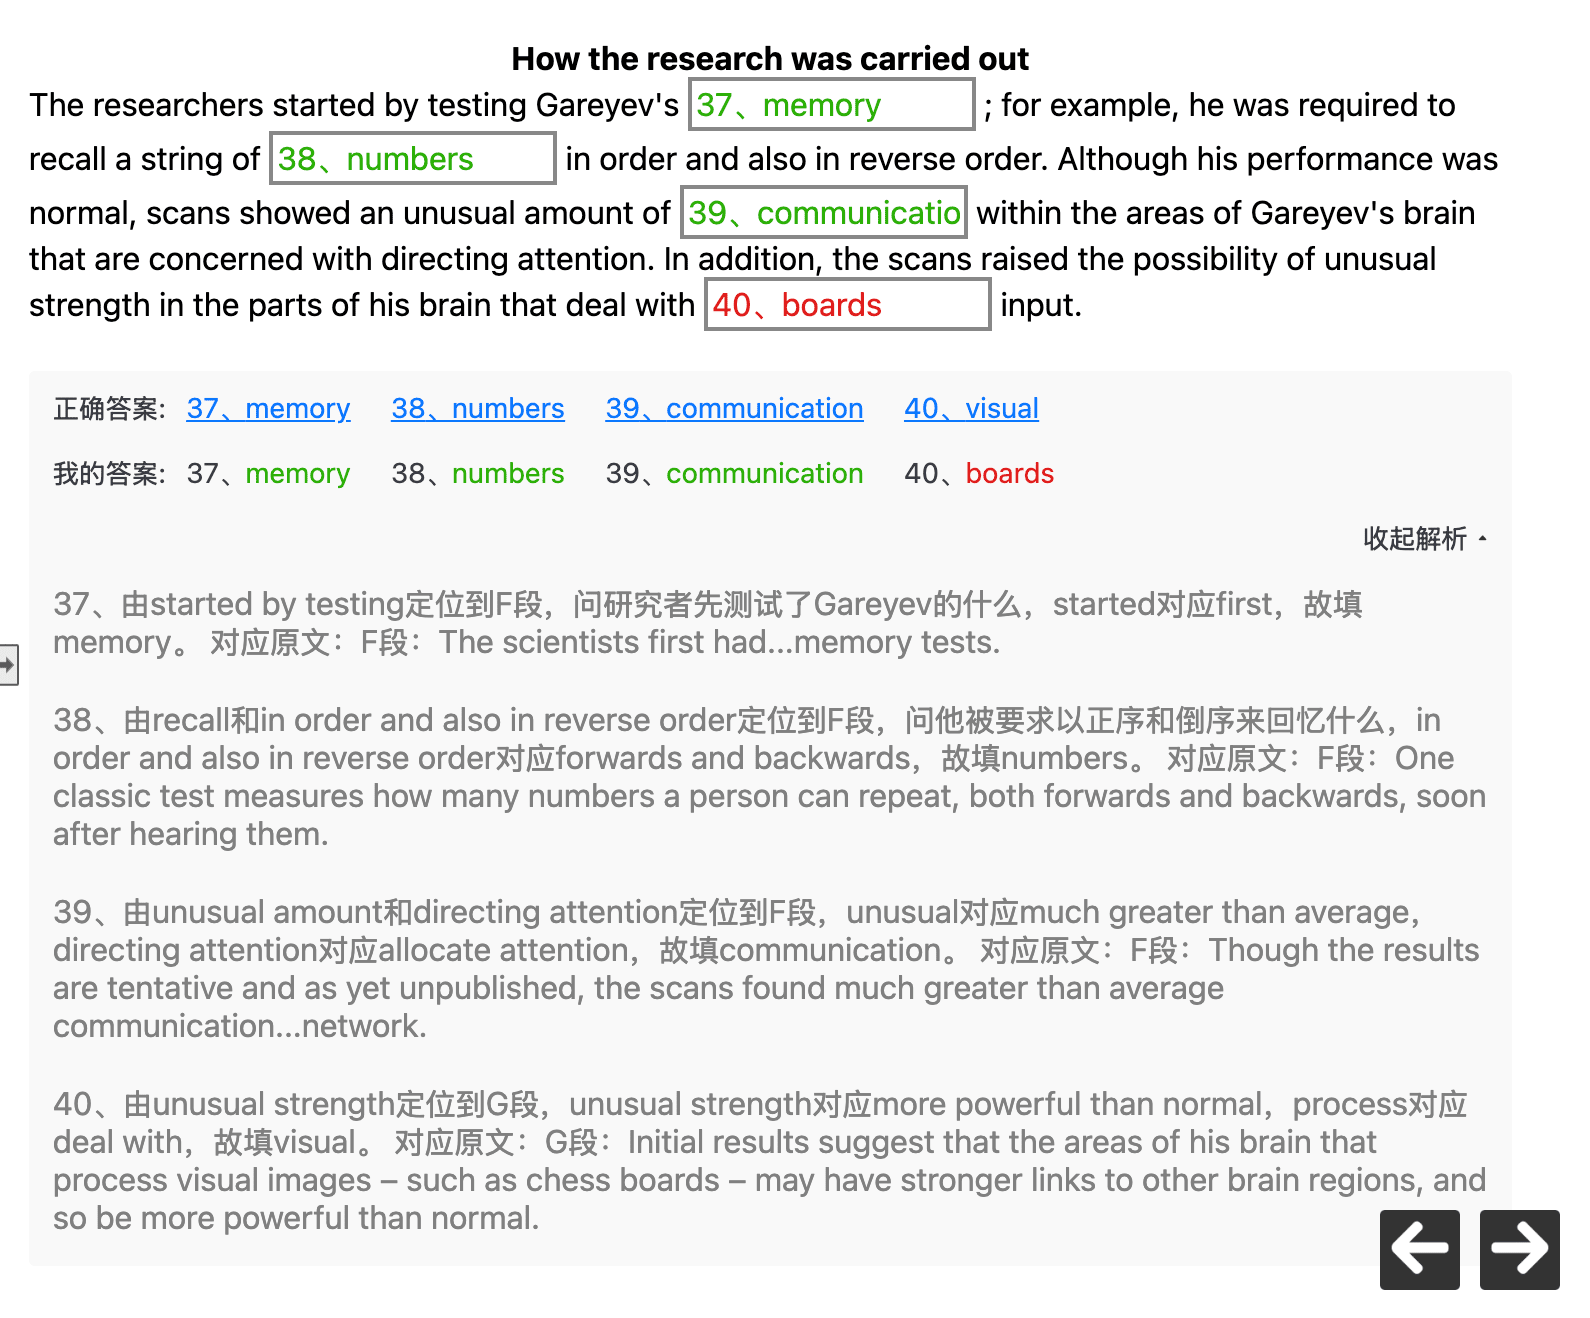 How the research was carried out
The researchers started by testing Gareyev's 37、memory ; for example, he was required to
recall a string of 38、numbers in order and also in reverse order. Although his performance was
normal, scans showed an unusual amount of 39、communicatio within the areas of Gareyev's brain
that are concerned with directing attention. In addition, the scans raised the possibility of unusual
strength in the parts of his brain that deal with 40、boards input.
正确答案: 37、memory 38、numbers 39、communication 40、visual
我的答案: 37、memory 38、numbers 39、communication 40、boards
收起解析
37、由started by testing定位到F段，问研究者先测试了Gareyev的什么，started对应first，故填
memory。 对应原文：F段：The scientists first had...memory tests.
38、由recall和in order and also in reverse order定位到F段，问他被要求以正序和倒序来回忆什么，in
order and also in reverse order对应forwards and backwards，故填numbers。 对应原文：F段：One
classic test measures how many numbers a person can repeat, both forwards and backwards, soon
after hearing them.
39、由unusual amount和directing attention定位到F段，unusual对应much greater than average,
directing attention对应allocate attention，故填communication。 对应原文：F段：Though the results
are tentative and as yet unpublished, the scans found much greater than average
communication...network.
40、由unusual strength定位到G段，unusual strength对应more powerful than normal，process对应
deal with，故填visual。 对应原文：G段：Initial results suggest that the areas of his brain that
process visual images – such as chess boards – may have stronger links to other brain regions, and
so be more powerful than normal.